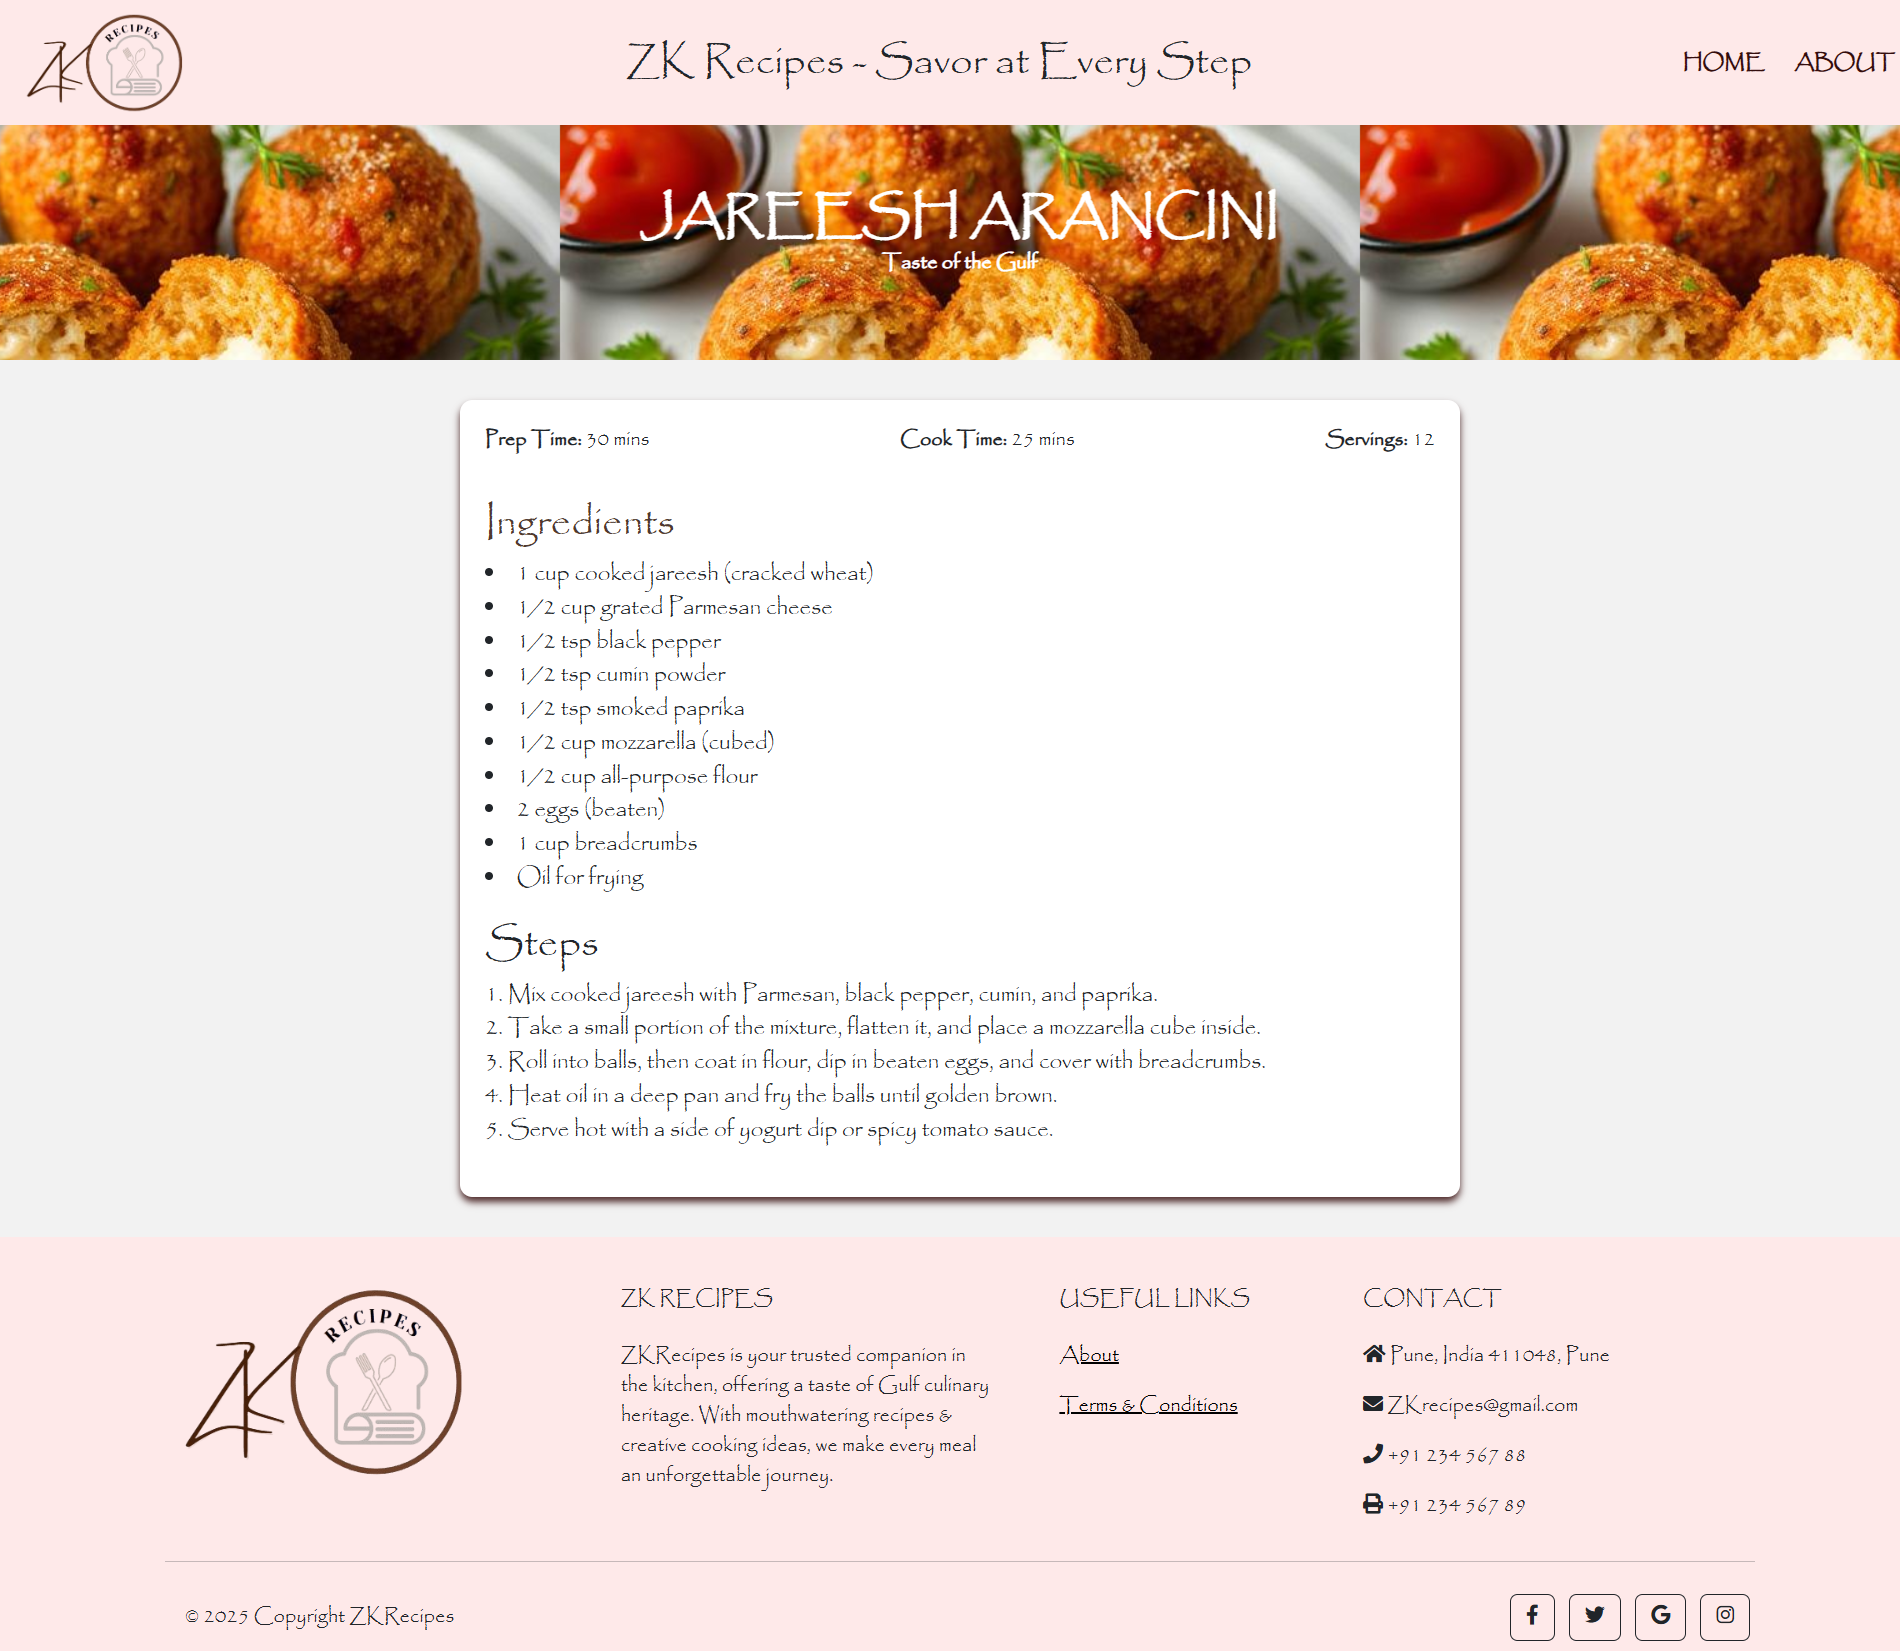 ZK RECIPES
ZK Recipes - Savor at Every Step
HOME ABOUT
JAREESH ARANCINI
Taste of the Gulf
Prep Time: 30 mins
Cook Time: 25 mins
Servings: 12
Ingredients
• 1 cup cooked jareesh (cracked wheat)
• 1/2 cup grated Parmesan cheese
• 1/2 tsp black pepper
• 1/2 tsp cumin powder
• 1/2 tsp smoked paprika
• 1/2 cup mozzarella (cubed)
• 1/2 cup all-purpose flour
• 2 eggs (beaten)
• 1 cup breadcrumbs
• Oil for frying
Steps
1. Mix cooked jareesh with Parmesan, black pepper, cumin, and paprika.
2. Take a small portion of the mixture, flatten it, and place a mozzarella cube inside.
3. Roll into balls, then coat in flour, dip in beaten eggs, and cover with breadcrumbs.
4. Heat oil in a deep pan and fry the balls until golden brown.
5. Serve hot with a side of yogurt dip or spicy tomato sauce.
ZK RECIPES
ZK RECIPES
ZKRecipes is your trusted companion in
the kitchen, offering a taste of Gulf culinary
heritage. With mouthwatering recipes &
creative cooking ideas, we make every meal
an unforgettable journey.
USEFUL LINKS
About
Terms & Conditions
CONTACT
Pune, India 411048, Pune
ZKrecipes@gmail.com
+91 234 567 88
+91 234 567 89
© 2025 Copyright ZKRecipes